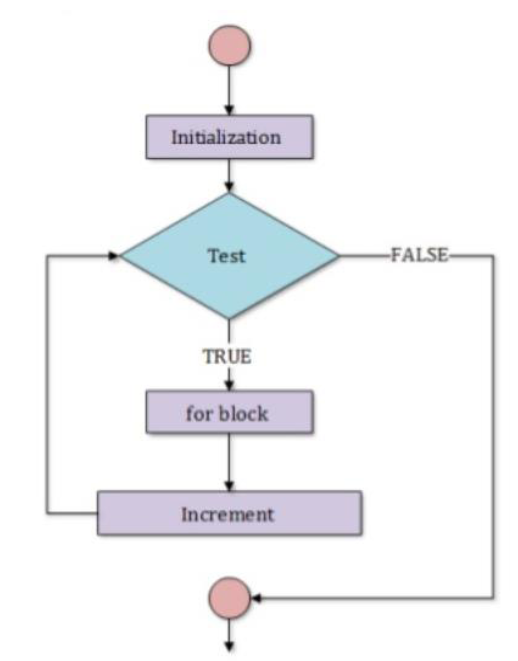 Initialization
Test
FALSE
TRUE
for block
Increment